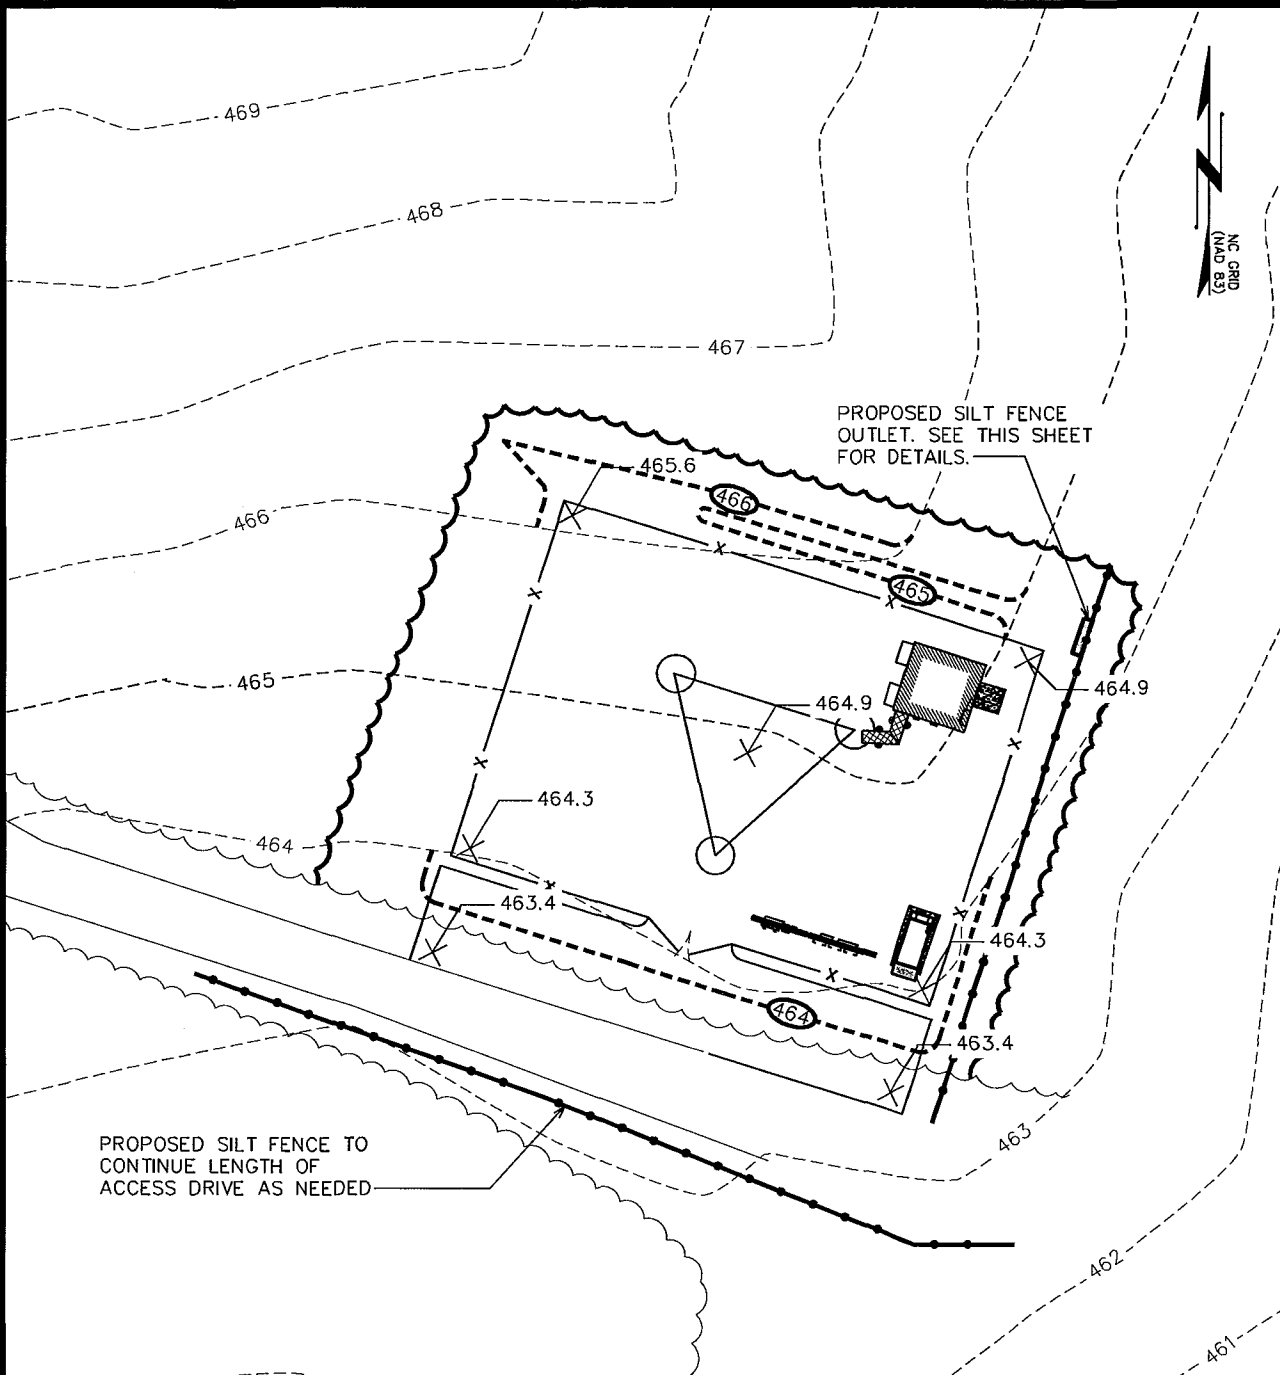 469
468
NC GRID
(NAD 83)
467
PROPOSED SILT FENCE
OUTLET. SEE THIS SHEET
FOR DETAILS.
465.6
466
466
465
465
464.9
464.9
464.3
464
463.4
464.3
464
463.4
463
PROPOSED SILT FENCE TO
CONTINUE LENGTH OF
ACCESS DRIVE AS NEEDED
462
461